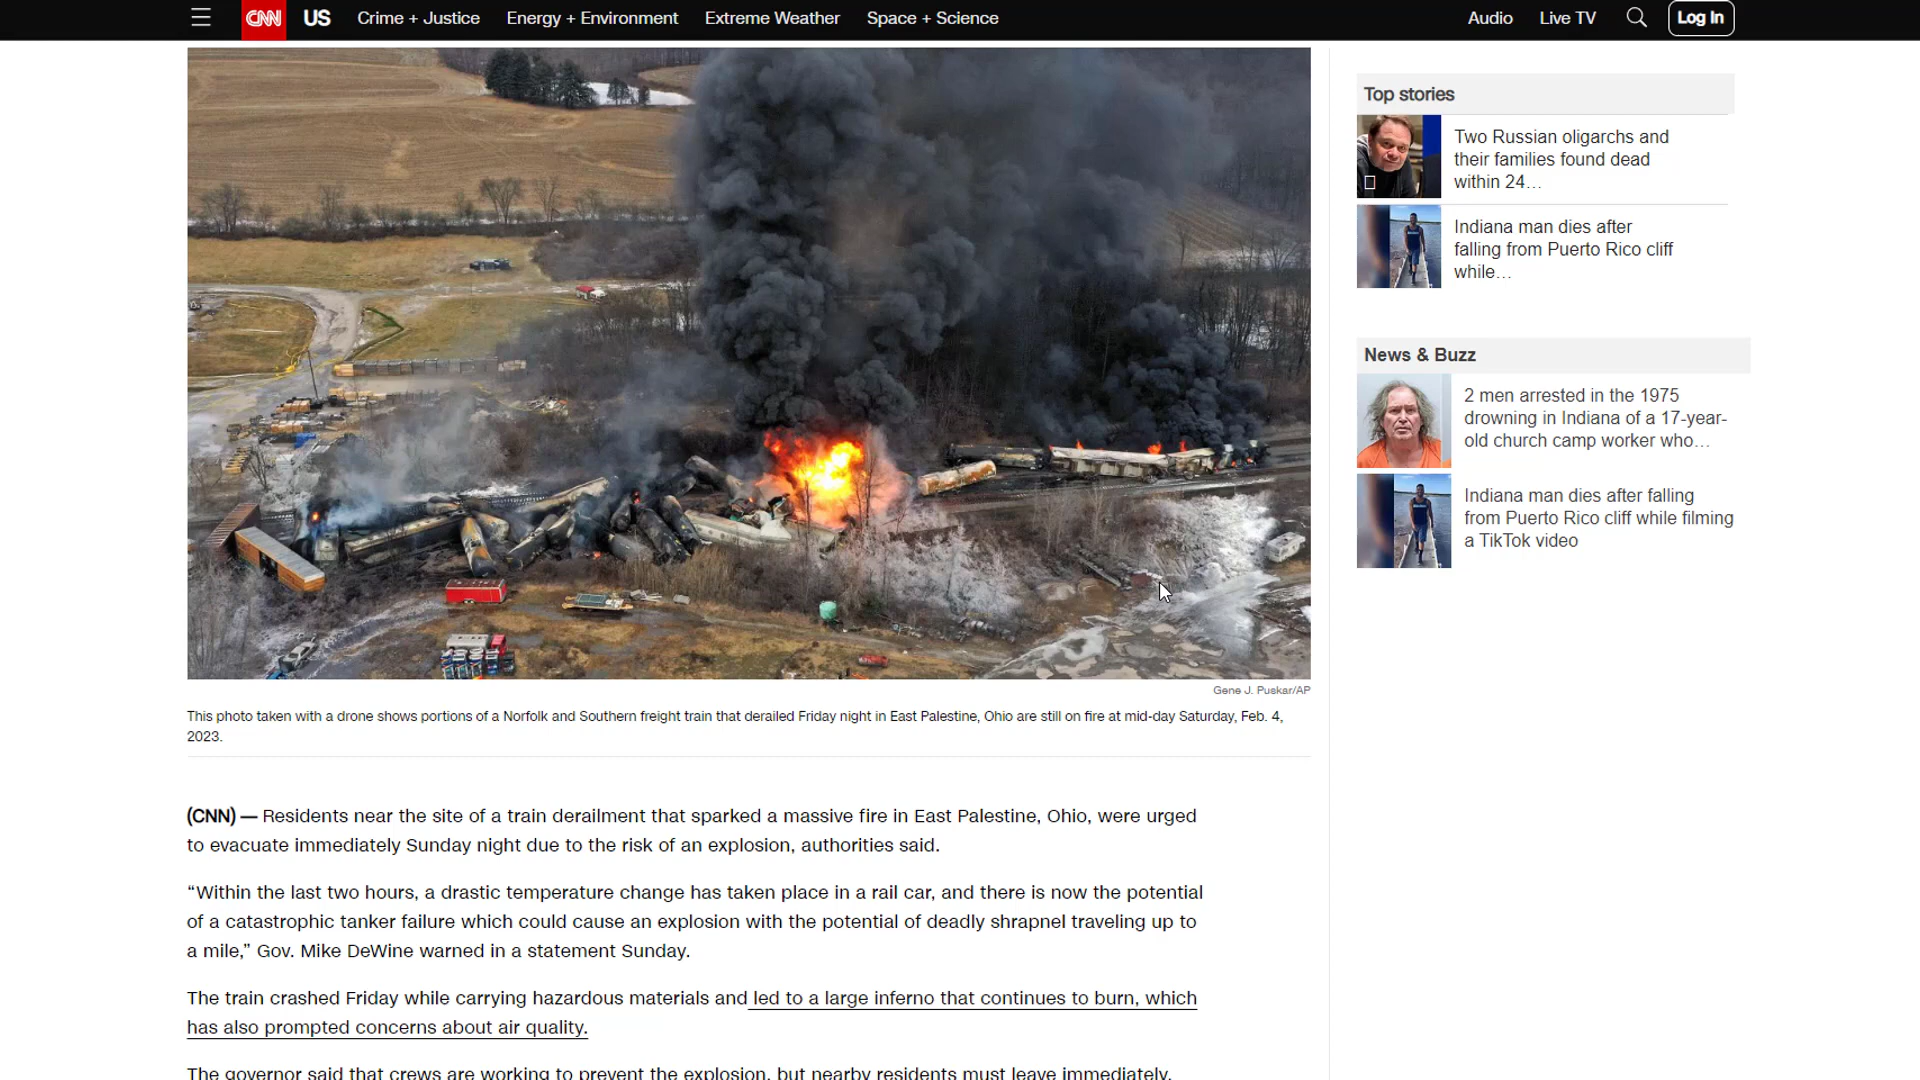 CNN US Crime + Justice Energy + Environment Extreme Weather Space + Science Audio Live TV Log In
Gene J. Puskar/AP
This photo taken with a drone shows portions of a Norfolk and Southern freight train that derailed Friday night in East Palestine, Ohio are still on fire at mid-day Saturday, Feb. 4,
2023.
(CNN) — Residents near the site of a train derailment that sparked a massive fire in East Palestine, Ohio, were urged
to evacuate immediately Sunday night due to the risk of an explosion, authorities said.
“Within the last two hours, a drastic temperature change has taken place in a rail car, and there is now the potential
of a catastrophic tanker failure which could cause an explosion with the potential of deadly shrapnel traveling up to
a mile,” Gov. Mike DeWine warned in a statement Sunday.
The train crashed Friday while carrying hazardous materials and led to a large inferno that continues to burn, which
has also prompted concerns about air quality.
The governor said that crews are working to prevent the explosion, but nearby residents must leave immediately.
Top stories
Two Russian oligarchs and
their families found dead
within 24...
Indiana man dies after
falling from Puerto Rico cliff
while...
News & Buzz
2 men arrested in the 1975
drowning in Indiana of a 17-year-
old church camp worker who...
Indiana man dies after falling
from Puerto Rico cliff while filming
a TikTok video